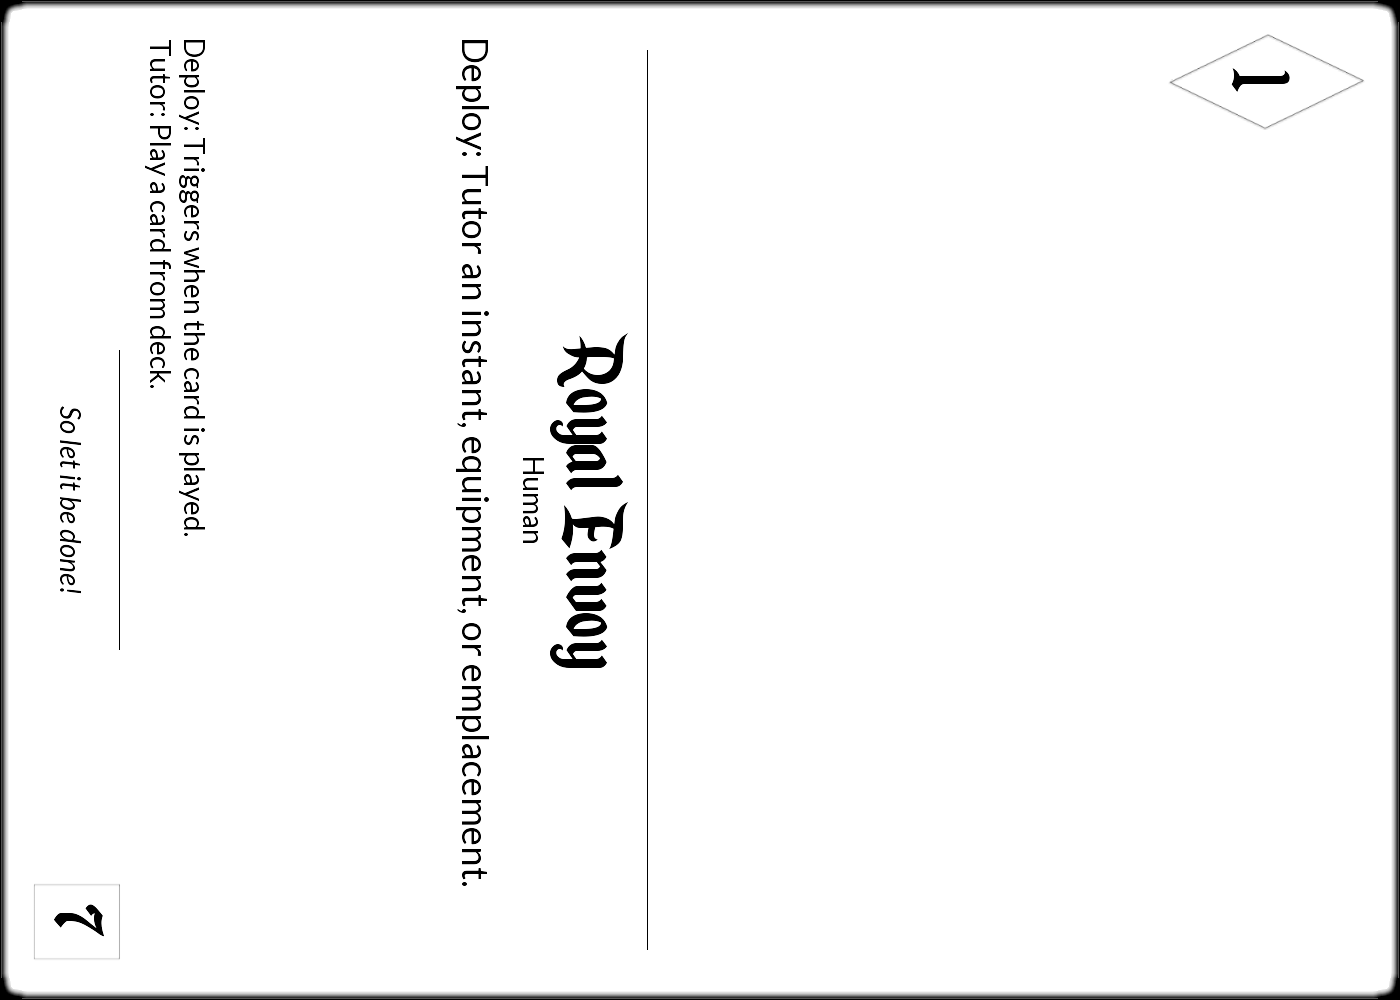 1
Royal Envoy
Human
Deploy: Tutor an instant, equipment, or emplacement.
Deploy: Triggers when the card is played.
Tutor: Play a card from deck.
So let it be done!
7